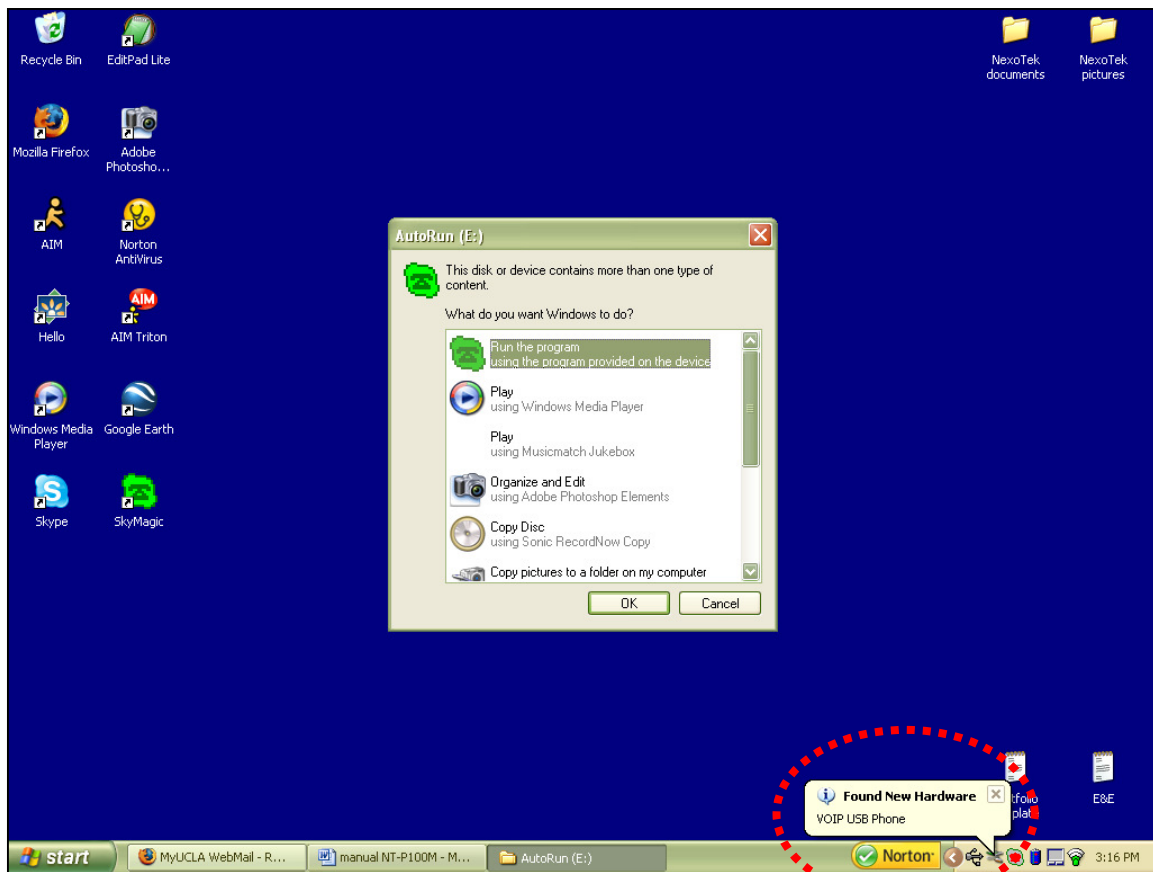 Recycle Bin
EditPad Lite
NexoTek
documents
NexoTek
pictures
Mozilla Firefox
Adobe
Photosho...
AIM
Norton
AntiVirus
Hello
AIM
AIM Triton
Windows Media
Player
Google Earth
Skype
SkyMagic
AutoRun (E:)
This disk or device contains more than one type of
content.
What do you want Windows to do?
Run the program
using the program provided on the device
Play
using Windows Media Player
Play
using Musicmatch Jukebox
Organize and Edit
using Adobe Photoshop Elements
Copy Disc
using Sonic RecordNow Copy
Copy pictures to a folder on my computer
OK
Cancel
Found New Hardware
VOIP USB Phone
E&E
start
MyUCLA WebMail - R...
manual NT-P100M - M...
AutoRun (E:)
Norton
3:16 PM